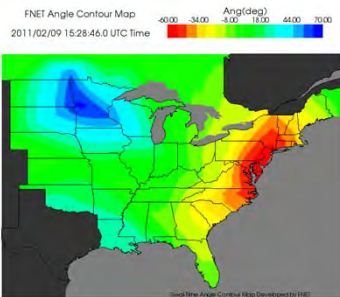 FNET Angle Contour Map
2011/02/09 15:28:46.0 UTC Time
Ang(deg)
-60.00 -34.00 -8.00 18.00 44.00 70.00
Real-Time Angle Contour Map Developed by FNET